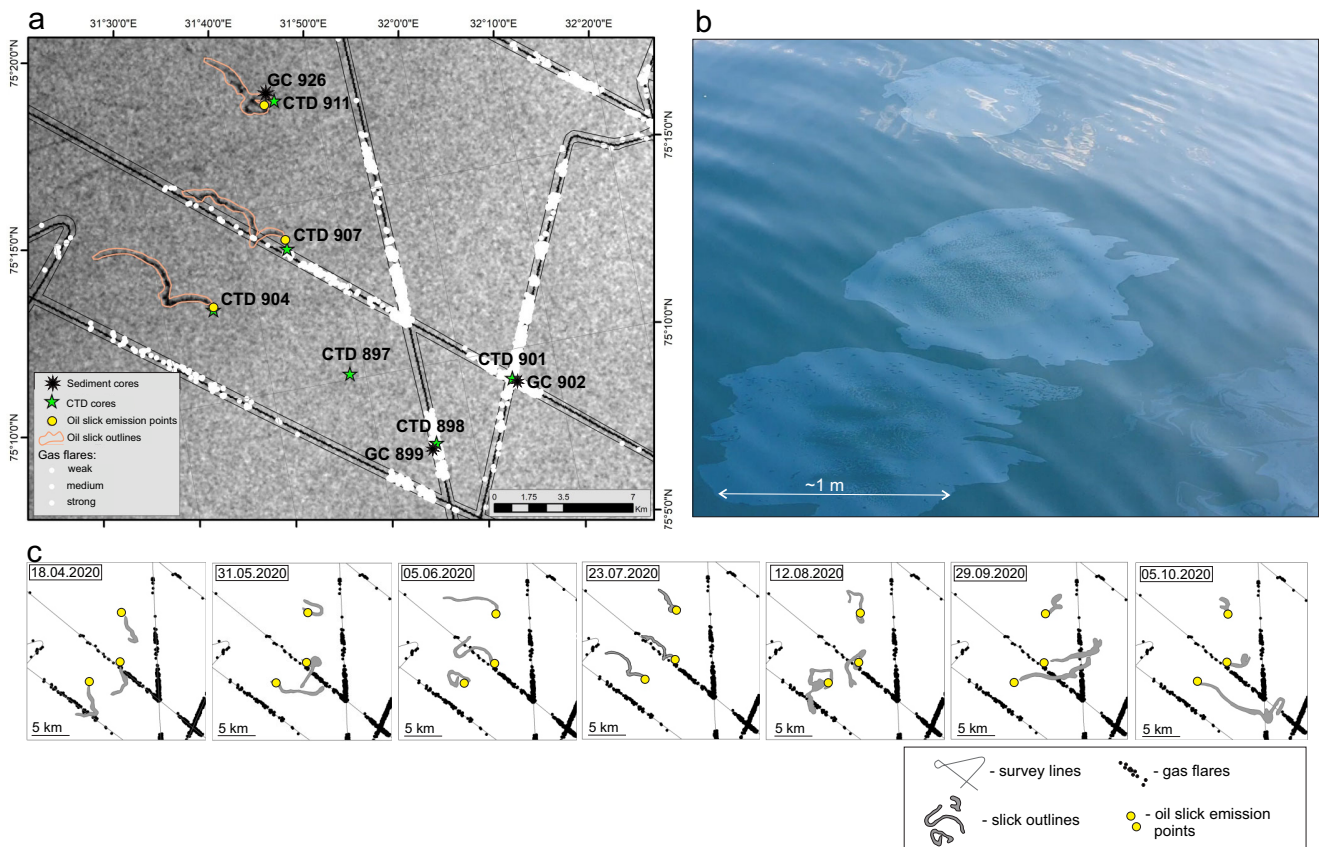 a
31°30'0"E 31°40'0"E 31°50'0"E 32°0'0"E 32°10'0"E 32°20'0"E
75°20'0"N
75°15'0"N
75°10'0"N
75°15'0"N
75°10'0"N
75°5'0"N
GC 926
CTD 911
CTD 907
CTD 904
CTD 897
CTD 901
GC 902
CTD 898
GC 899
Sediment cores
CTD cores
Oil slick emission points
Oil slick outlines
Gas flares:
weak
medium
strong
0 1.75 3.5 7
Km
b
~1 m
c
18.04.2020
5 km
31.05.2020
5 km
05.06.2020
5 km
23.07.2020
5 km
12.08.2020
5 km
29.09.2020
5 km
05.10.2020
5 km
- survey lines
- gas flares
- slick outlines
- oil slick emission
points